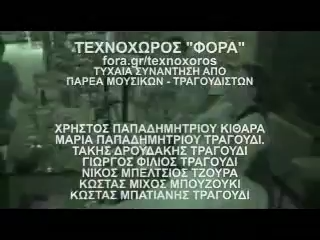 ΤΕΧΝΟΧΩΡΟΣ "ΦΟΡΑ"
fora.gr/texnoxoros
ΤΥΧΑΙΑ ΣΥΝΑΝΤΗΣΗ ΑΠΟ
ΠΑΡΕΑ ΜΟΥΣΙΚΩΝ - ΤΡΑΓΟΥΔΙΣΤΩΝ
ΧΡΗΣΤΟΣ ΠΑΠΑΔΗΜΗΤΡΙΟΥ ΚΙΘΑΡΑ
ΜΑΡΙΑ ΠΑΠΑΔΗΜΗΤΡΙΟΥ ΤΡΑΓΟΥΔΙ.
ΤΑΚΗΣ ΔΡΟΥΔΑΚΗΣ ΤΡΑΓΟΥΔΙ
ΓΙΩΡΓΟΣ ΦΙΛΙΟΣ ΤΡΑΓΟΥΔΙ
ΝΙΚΟΣ ΜΠΕΛΤΣΙΟΣ ΤΖΟΥΡΑ
ΚΩΣΤΑΣ ΜΙΧΟΣ ΜΠΟΥΖΟΥΚΙ
ΚΩΣΤΑΣ ΜΠΑΤΙΑΝΗΣ ΤΡΑΓΟΥΔΙ